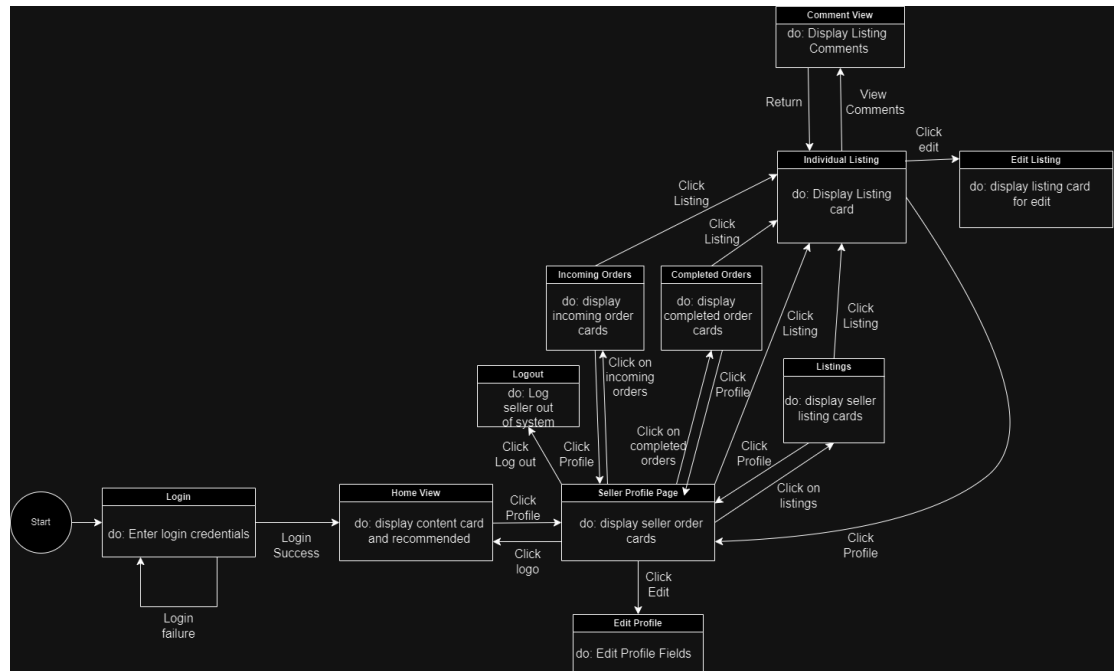 Comment View
do: Display Listing
Comments
Return
View
Comments
Click
edit
Individual Listing
do: Display Listing
card
Edit Listing
do: display listing card
for edit
Click
Listing
Click
Listing
Incoming Orders
do: display
incoming order
cards
Completed Orders
do: display
completed order
cards
Click
Listing
Click
Listing
Listings
do: display seller
listing cards
Logout
do: Log
seller out
of system
Click on
incoming
orders
Click
Profile
Click
Log out
Click
Profile
Click on
completed
orders
Click
Profile
Click on
listings
Start
Login
do: Enter login credentials
Login
Success
Login
failure
Home View
do: display content card
and recommended
Click
Profile
Click
logo
Seller Profile Page
do: display seller order
cards
Click
Profile
Click
Edit
Edit Profile
do: Edit Profile Fields